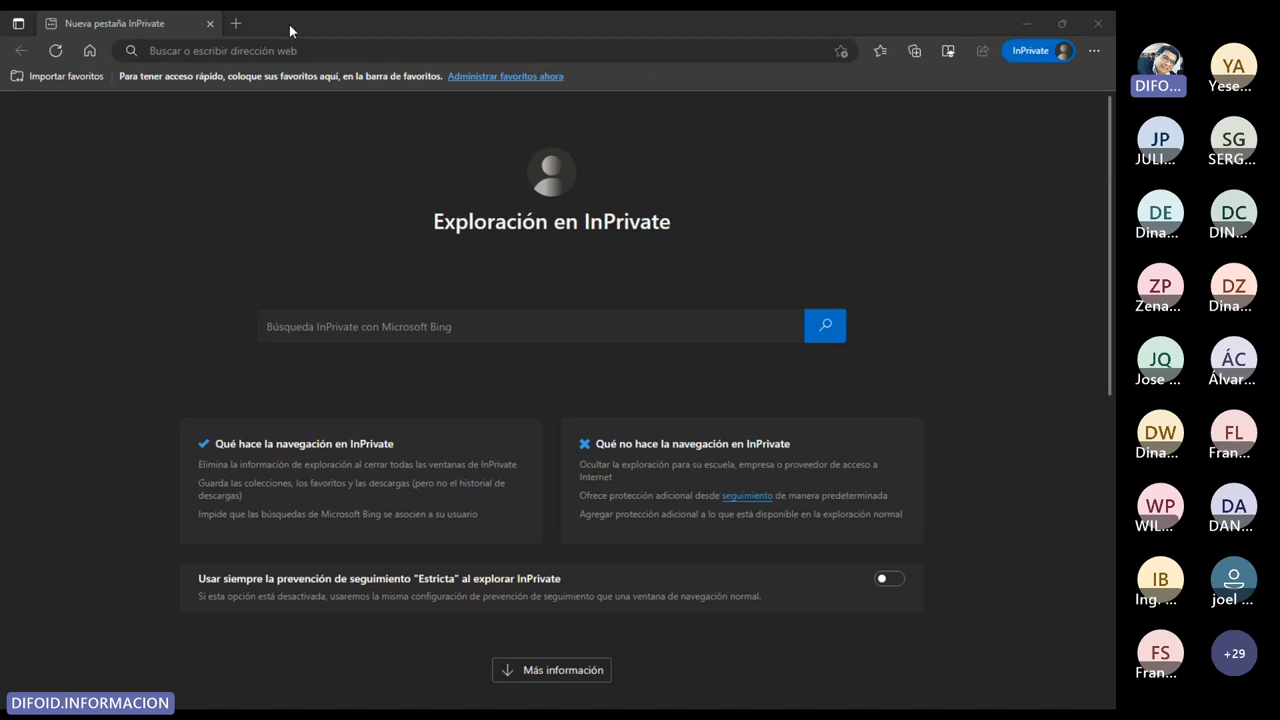 Nueva pestaña InPrivate
Buscar o escribir dirección web
InPrivate
Importar favoritos
Para tener acceso rápido, coloque sus favoritos aquí, en la barra de favoritos. Administrar favoritos ahora
Exploración en InPrivate
Búsqueda InPrivate con Microsoft Bing
Qué hace la navegación en InPrivate
Elimina la información de exploración al cerrar todas las ventanas de InPrivate
Guarda las colecciones, los favoritos y las descargas (pero no el historial de
descargas)
Impide que las búsquedas de Microsoft Bing se asocien a su usuario
Qué no hace la navegación en InPrivate
Ocultar la exploración para su escuela, empresa o proveedor de acceso a
Internet
Ofrece protección adicional desde seguimiento de manera predeterminada
Agregar protección adicional a lo que está disponible en la exploración normal
Usar siempre la prevención de seguimiento "Estricta" al explorar InPrivate
Si esta opción está desactivada, usaremos la misma configuración de prevención de seguimiento que una ventana de navegación normal.
Más información
DIFOID.INFORMACION
DIFO...
YA
Yese...
JP
JULI...
SG
SERG...
DE
Dina...
DC
DIN...
ZP
Zena...
DZ
Dina...
JQ
Jose ...
ÁC
Álvar...
DW
Dina...
FL
Fran...
WP
WIL...
DA
DAN...
IB
Ing. ...
joel ...
FS
Fran...
+29